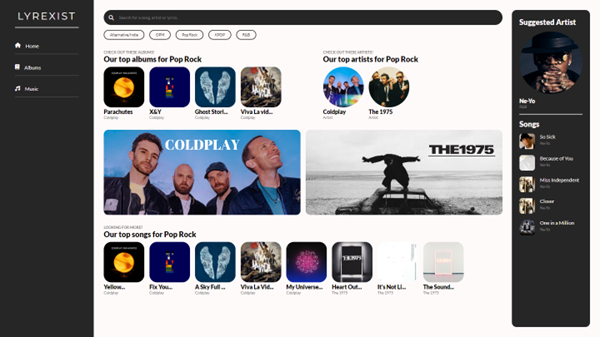 LYREXIST
Home
Albums
Music
Search for a song, artist or lyrics...
Alternative/Indie
OPM
Pop Rock
KPOP
R&B
CHECK OUT THESE ALBUMS!
Our top albums for Pop Rock
Parachutes
Coldplay
X&Y
Coldplay
Ghost Stori...
Coldplay
Viva La vid...
Coldplay
CHECK OUT THESE ARTISTS!
Our top artists for Pop Rock
Coldplay
Artist
The 1975
Artist
COLDPLAY
THE1975
LOOKING FOR MORE?
Our top songs for Pop Rock
Yellow...
Coldplay
Fix You...
Coldplay
A Sky Full ...
Coldplay
Viva La Vid...
Coldplay
My Universe...
Coldplay
THE1975
Heart Out...
The 1975
It's Not Li...
The 1975
The Sound...
The 1975
Suggested Artist
Ne-Yo
R&B
Songs
So Sick
Ne-Yo
Because of You
Ne-Yo
Miss Independent
Ne-Yo
Closer
Ne-Yo
One in a Million
Ne-Yo